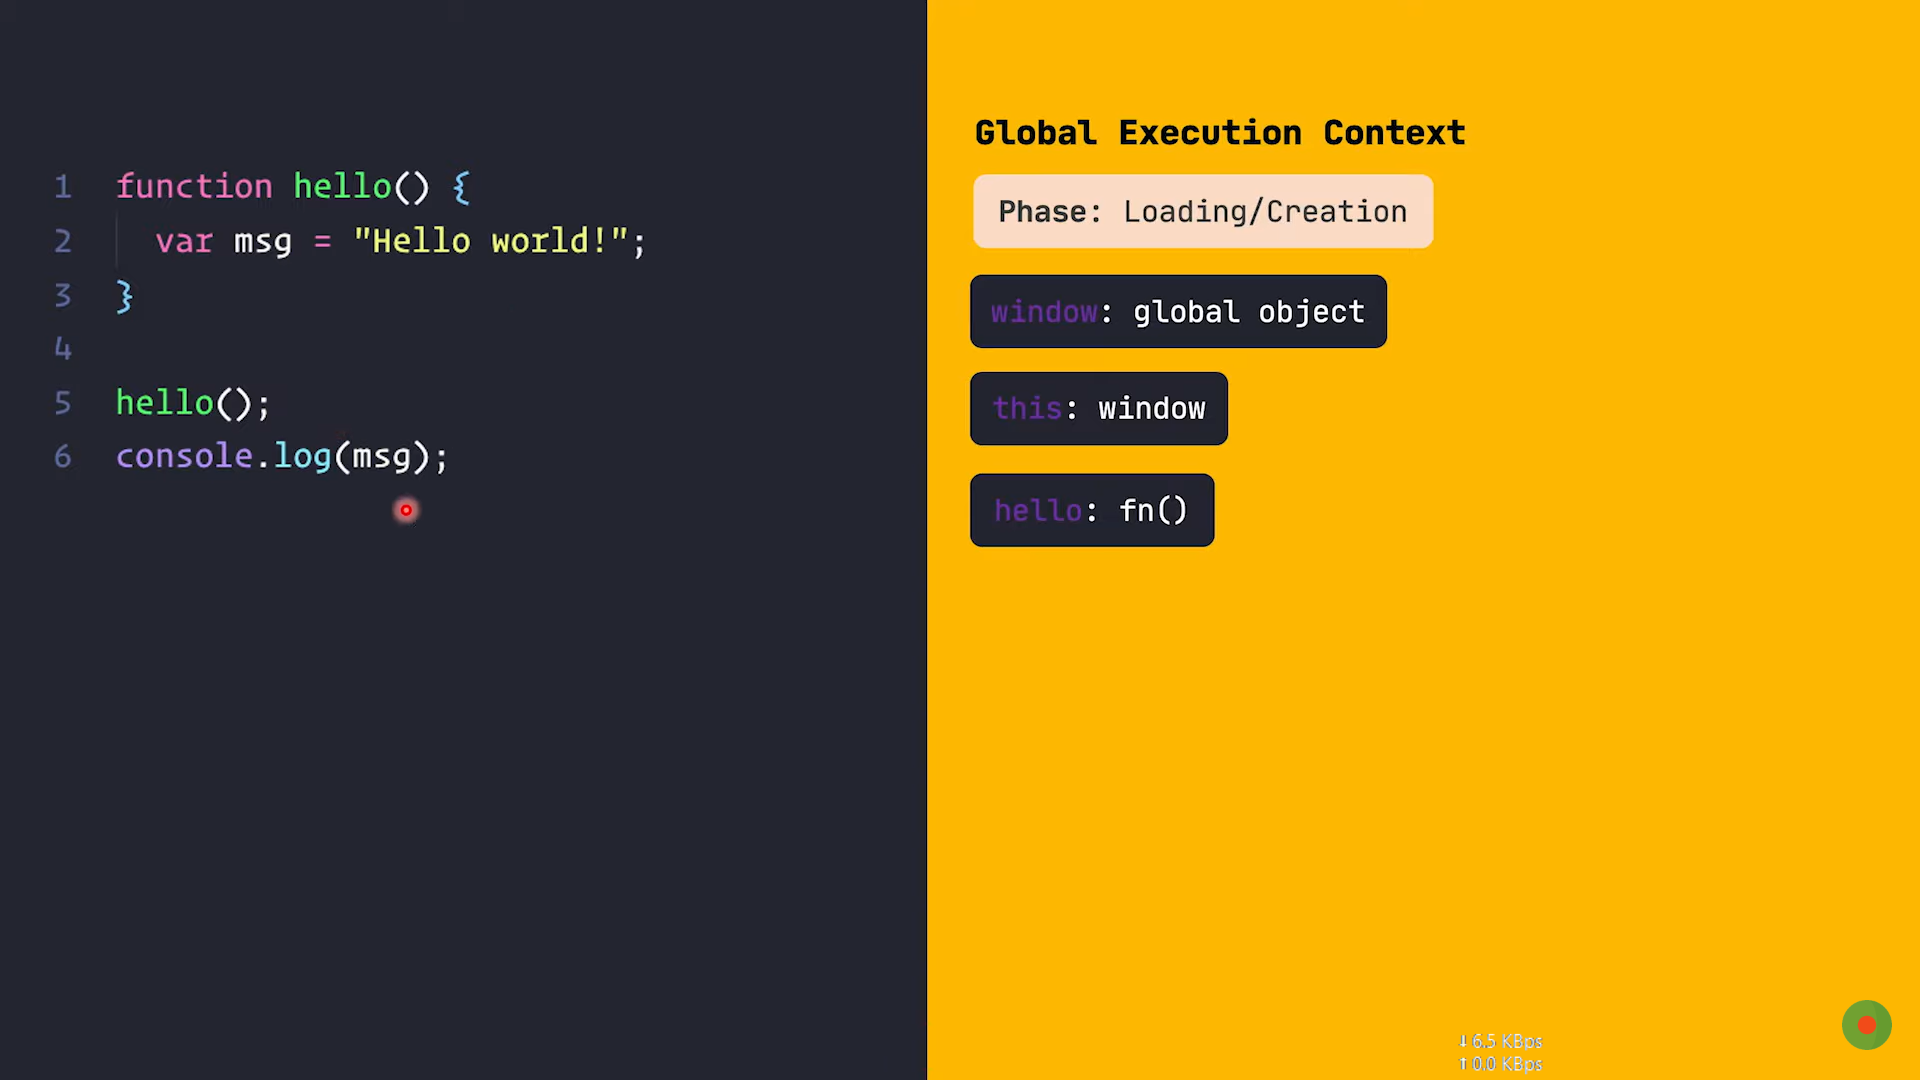 1 function hello() {
2 var msg = "Hello world!";
3 }
4
5 hello();
6 console.log(msg);
Global Execution Context
Phase: Loading/Creation
window: global object
this: window
hello: fn()
↓6.5 KBps
↑0.0 KBps